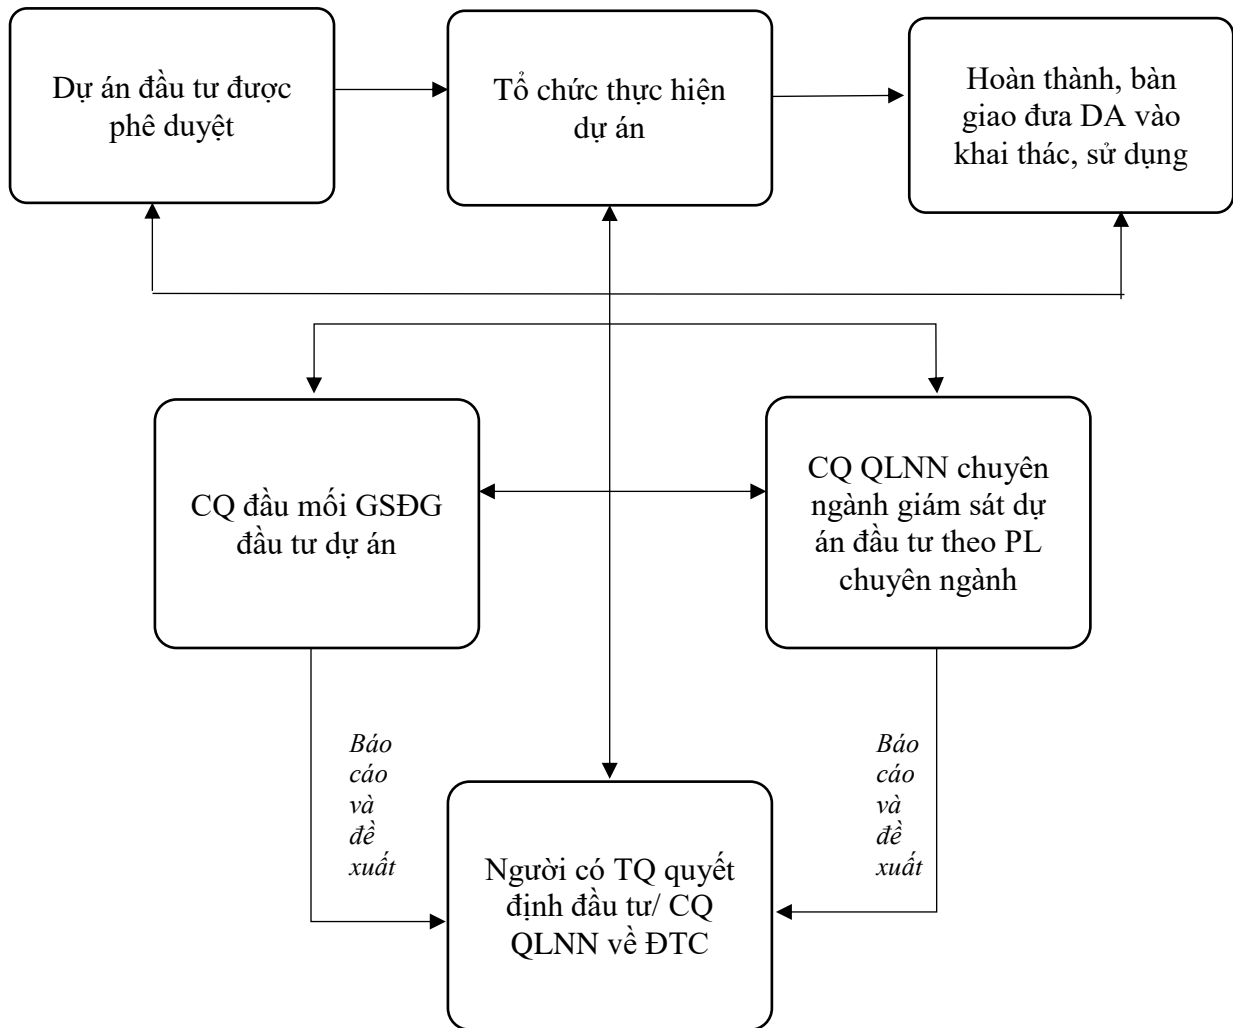 Dự án đầu tư được
phê duyệt
Tổ chức thực hiện
dự án
Hoàn thành, bàn
giao đưa DA vào
khai thác, sử dụng
CQ đầu mối GSĐG
đầu tư dự án
CQ QLNN chuyên
ngành giám sát dự
án đầu tư theo PL
chuyên ngành
Báo
cáo
và
đề
xuất
Báo
cáo
và
đề
xuất
Người có TQ quyết
định đầu tư/ CQ
QLNN về ĐTC